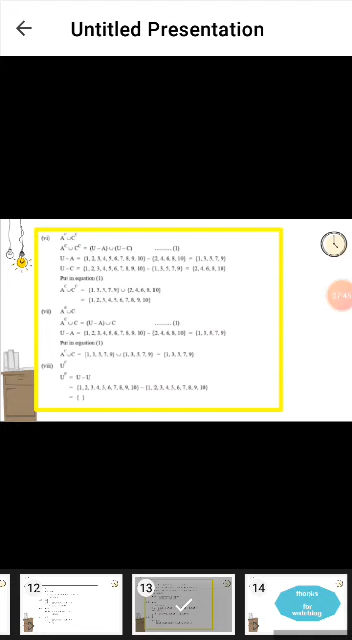 Untitled Presentation
(vi) Aᶜ∪Cᶜ
Aᶜ ∪ Cᶜ = (U – A) ∪ (U – C) ........... (1)
U – A = {1, 2, 3, 4, 5, 6, 7, 8, 9, 10} – {2, 4, 6, 8, 10} = {1, 3, 5, 7, 9}
U – C = {1, 2, 3, 4, 5, 6, 7, 8, 9, 10} – {1, 3, 5, 7, 9} = {2, 4, 6, 8, 10}
Put in equation (1)
Aᶜ∪Cᶜ = {1, 3, 5, 7, 9} ∪ {2, 4, 6, 8, 10}
= {1, 2, 3, 4, 5, 6, 7, 8, 9, 10}
(vii) Aᶜ∪C
Aᶜ ∪ C = (U – A) ∪ C ........... (1)
U – A = {1, 2, 3, 4, 5, 6, 7, 8, 9, 10} – {2, 4, 6, 8, 10} = {1, 3, 5, 7, 9}
Put in equation (1)
Aᶜ∪C = {1, 3, 5, 7, 9} ∪ {1, 3, 5, 7, 9} = {1, 3, 5, 7, 9}
(viii) Uᶜ
Uᶜ = U – U
= {1, 2, 3, 4, 5, 6, 7, 8, 9, 10} – {1, 2, 3, 4, 5, 6, 7, 8, 9, 10}
= { }
12
13
14
thanks
for
watching